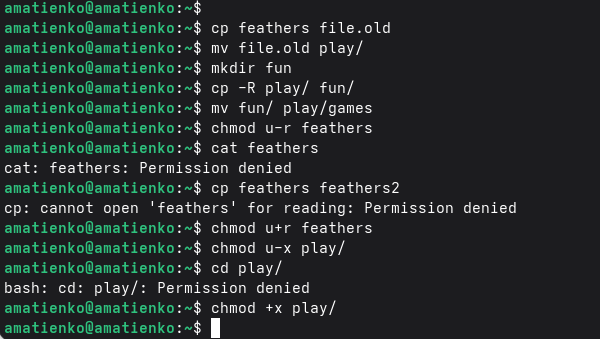 amatienko@amatienko:~$
amatienko@amatienko:~$ cp feathers file.old
amatienko@amatienko:~$ mv file.old play/
amatienko@amatienko:~$ mkdir fun
amatienko@amatienko:~$ cp -R play/ fun/
amatienko@amatienko:~$ mv fun/ play/games
amatienko@amatienko:~$ chmod u-r feathers
amatienko@amatienko:~$ cat feathers
cat: feathers: Permission denied
amatienko@amatienko:~$ cp feathers feathers2
cp: cannot open 'feathers' for reading: Permission denied
amatienko@amatienko:~$ chmod u+r feathers
amatienko@amatienko:~$ chmod u-x play/
amatienko@amatienko:~$ cd play/
bash: cd: play/: Permission denied
amatienko@amatienko:~$ chmod +x play/
amatienko@amatienko:~$